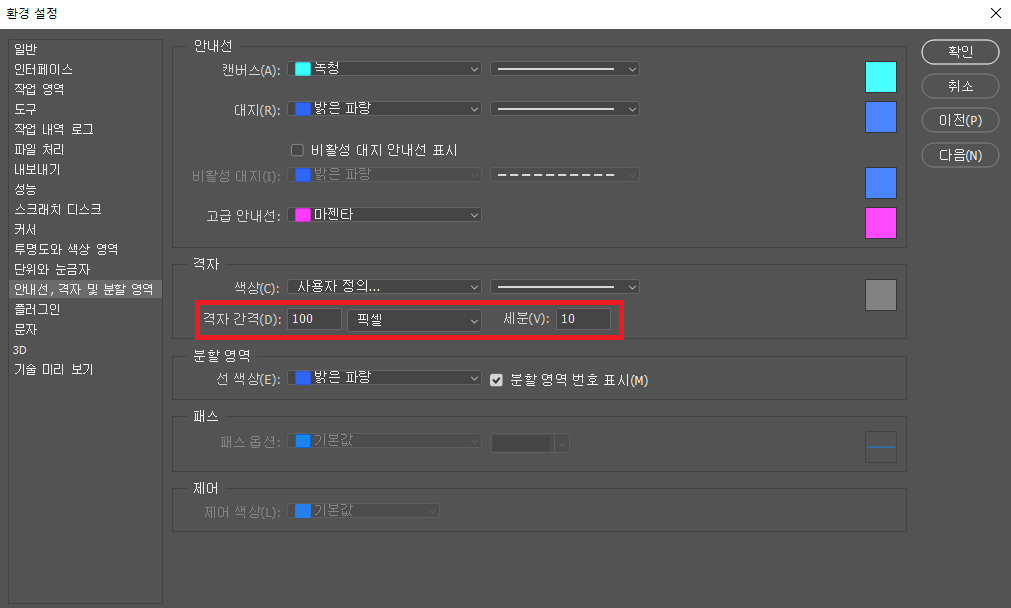 환경 설정
일반
인터페이스
작업 영역
도구
작업 내역 로그
파일 처리
내보내기
성능
스크래치 디스크
커서
투명도와 색상 영역
단위와 눈금자
안내선, 격자 및 분할 영역
플러그인
문자
3D
기술 미리 보기
안내선
캔버스(A): 녹청
대지(R): 밝은 파랑
비활성 대지 안내선 표시
비활성 대지(I): 밝은 파랑
고급 안내선: 마젠타
격자
색상(C): 사용자 정의...
격자 간격(D): 100 픽셀 세분(V): 10
분할 영역
선 색상(E): 밝은 파랑 분할 영역 번호 표시(M)
패스
패스 옵션: 기본값
제어
제어 색상(L): 기본값
확인
취소
이전(P)
다음(N)